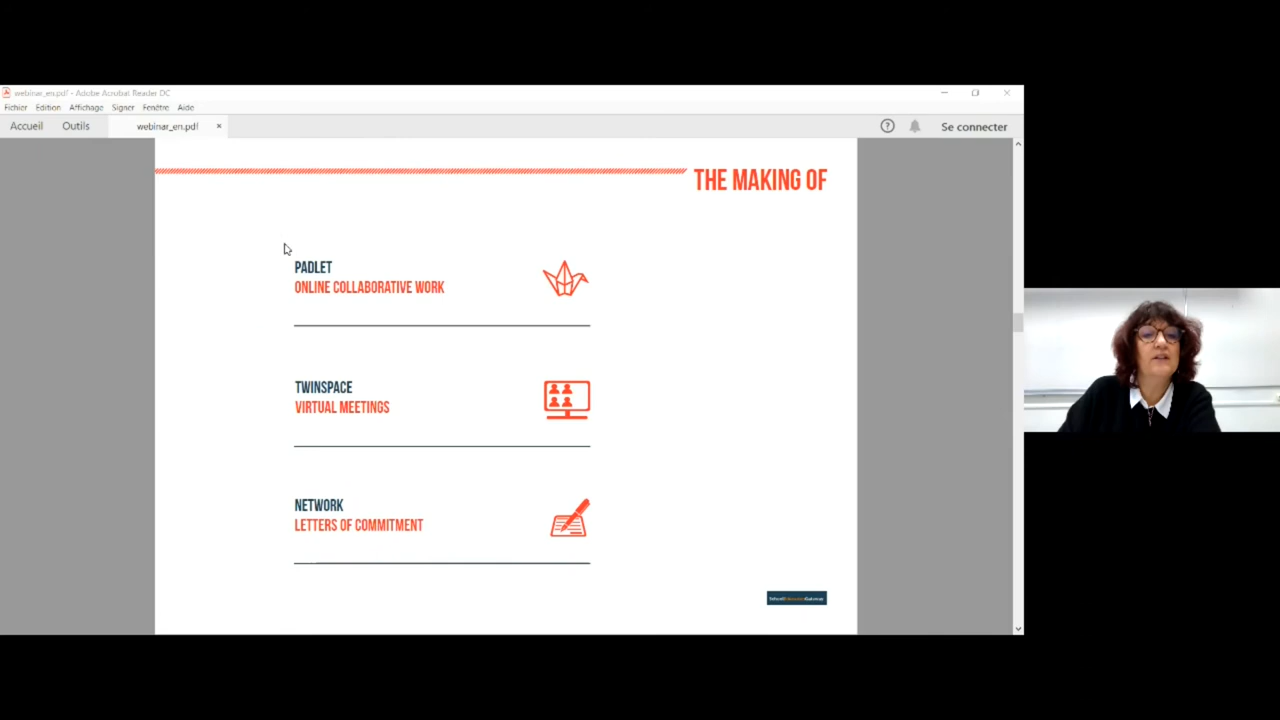 webinar_en.pdf - Adobe Acrobat Reader DC
Fichier Edition Affichage Signer Fenêtre Aide
Accueil Outils webinar_en.pdf × Se connecter
THE MAKING OF
PADLET
ONLINE COLLABORATIVE WORK
TWINSPACE
VIRTUAL MEETINGS
NETWORK
LETTERS OF COMMITMENT
SchoolEducationGateway